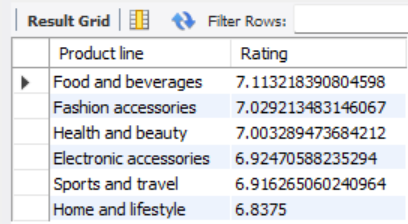 Result Grid Filter Rows:
Product line Rating
Food and beverages 7.113218390804598
Fashion accessories 7.029213483146067
Health and beauty 7.003289473684212
Electronic accessories 6.92470588235294
Sports and travel 6.916265060240964
Home and lifestyle 6.8375